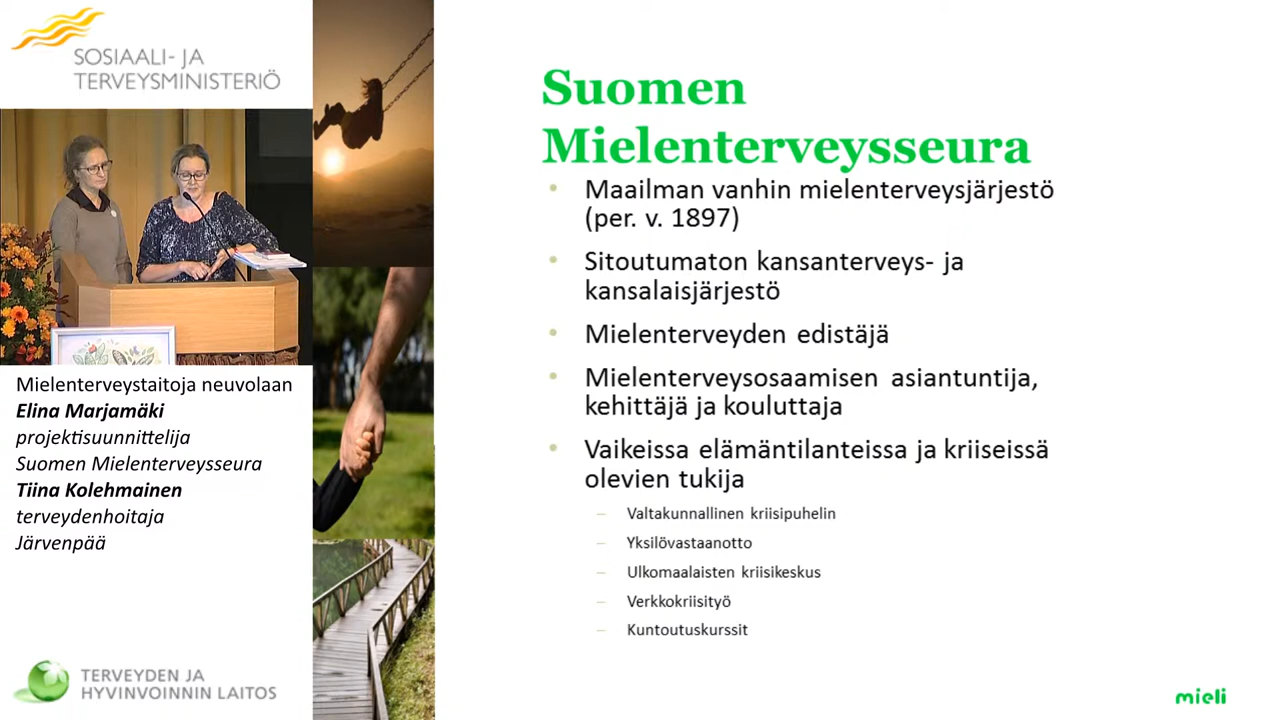 SOSIAALI- JA
TERVEYSMINISTERIÖ
Mielenterveystaitoja neuvolaan
Elina Marjamäki
projektisuunnittelija
Suomen Mielenterveysseura
Tiina Kolehmainen
terveydenhoitaja
Järvenpää
TERVEYDEN JA
HYVINVOINNIN LAITOS
Suomen
Mielenterveysseura
• Maailman vanhin mielenterveysjärjestö
(per. v. 1897)
• Sitoutumaton kansanterveys- ja
kansalaisjärjestö
• Mielenterveyden edistäjä
• Mielenterveysosaamisen asiantuntija,
kehittäjä ja kouluttaja
• Vaikeissa elämäntilanteissa ja kriiseissä
olevien tukija
– Valtakunnallinen kriisipuhelin
– Yksilövastaanotto
– Ulkomaalaisten kriisikeskus
– Verkkokriisityö
– Kuntoutuskurssit
mieli